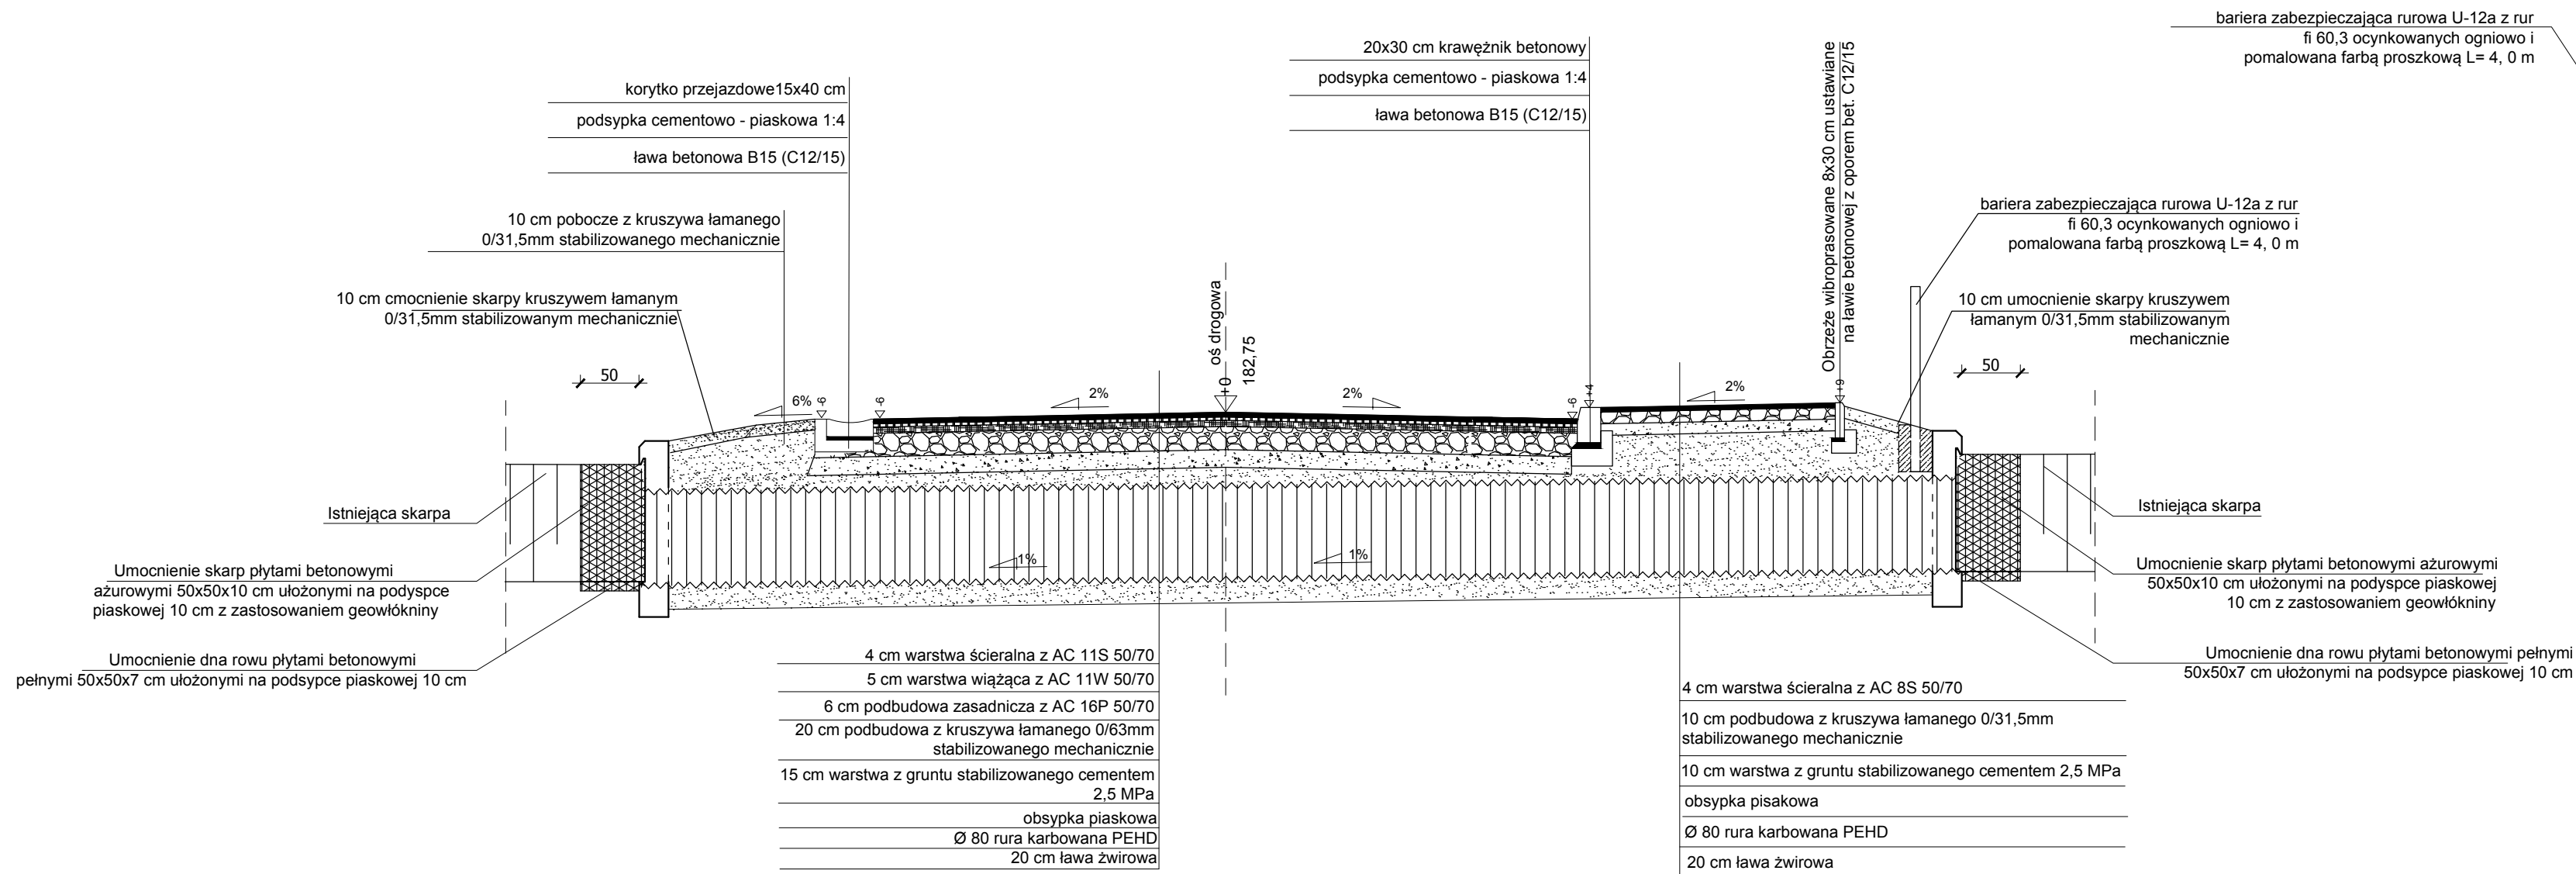 bariera zabezpieczająca rurowa U-12a z rur
fi 60,3 ocynkowanych ogniowo i
pomalowana farbą proszkową L= 4, 0 m
korytko przejazdowe15x40 cm
podsypka cementowo - piaskowa 1:4
ława betonowa B15 (C12/15)
20x30 cm krawężnik betonowy
podsypka cementowo - piaskowa 1:4
ława betonowa B15 (C12/15)
Obrzeże wibroprasowane 8x30 cm ustawiane
na ławie betonowej z oporem bet. C12/15
10 cm pobocze z kruszywa łamanego
0/31,5mm stabilizowanego mechanicznie
bariera zabezpieczająca rurowa U-12a z rur
fi 60,3 ocynkowanych ogniowo i
pomalowana farbą proszkową L= 4, 0 m
10 cm cmocnienie skarpy kruszywem łamanym
0/31,5mm stabilizowanym mechanicznie
10 cm umocnienie skarpy kruszywem
łamanym 0/31,5mm stabilizowanym
mechanicznie
oś drogowa
+0
182,75
50
6%
-6
-6
2%
2%
-6
+4
2%
+9
50
Istniejąca skarpa
Istniejąca skarpa
1%
1%
Umocnienie skarp płytami betonowymi
ażurowymi 50x50x10 cm ułożonymi na podyspce
piaskowej 10 cm z zastosowaniem geowłókniny
Umocnienie skarp płytami betonowymi ażurowymi
50x50x10 cm ułożonymi na podyspce piaskowej
10 cm z zastosowaniem geowłókniny
Umocnienie dna rowu płytami betonowymi
pełnymi 50x50x7 cm ułożonymi na podsypce piaskowej 10 cm
Umocnienie dna rowu płytami betonowymi pełnymi
50x50x7 cm ułożonymi na podsypce piaskowej 10 cm
4 cm warstwa ścieralna z AC 11S 50/70
5 cm warstwa wiążąca z AC 11W 50/70
6 cm podbudowa zasadnicza z AC 16P 50/70
20 cm podbudowa z kruszywa łamanego 0/63mm
stabilizowanego mechanicznie
15 cm warstwa z gruntu stabilizowanego cementem
2,5 MPa
obsypka piaskowa
Ø 80 rura karbowana PEHD
20 cm ława żwirowa
4 cm warstwa ścieralna z AC 8S 50/70
10 cm podbudowa z kruszywa łamanego 0/31,5mm
stabilizowanego mechanicznie
10 cm warstwa z gruntu stabilizowanego cementem 2,5 MPa
obsypka pisakowa
Ø 80 rura karbowana PEHD
20 cm ława żwirowa